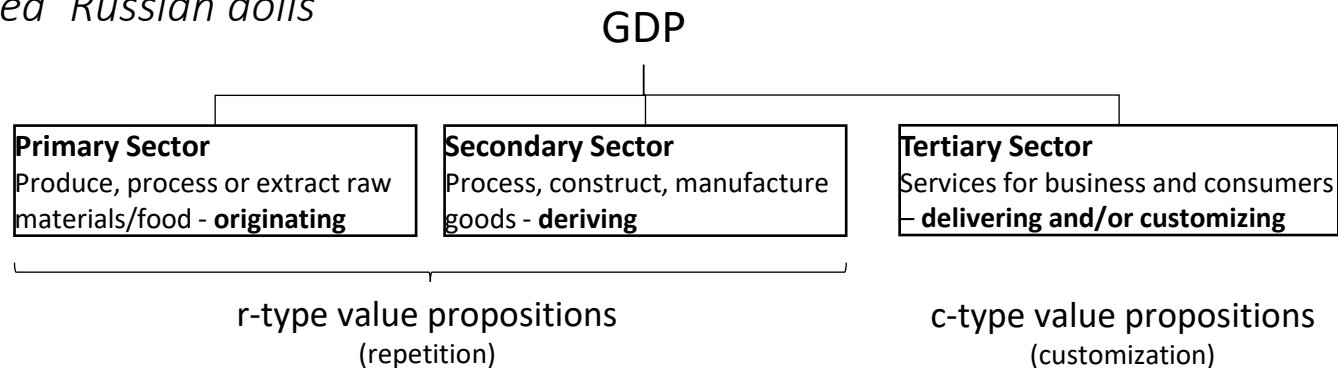 Russian dolls
GDP
Primary Sector
Produce, process or extract raw
materials/food - originating
Secondary Sector
Process, construct, manufacture
goods - deriving
Tertiary Sector
Services for business and consumers
– delivering and/or customizing
r-type value propositions
(repetition)
c-type value propositions
(customization)